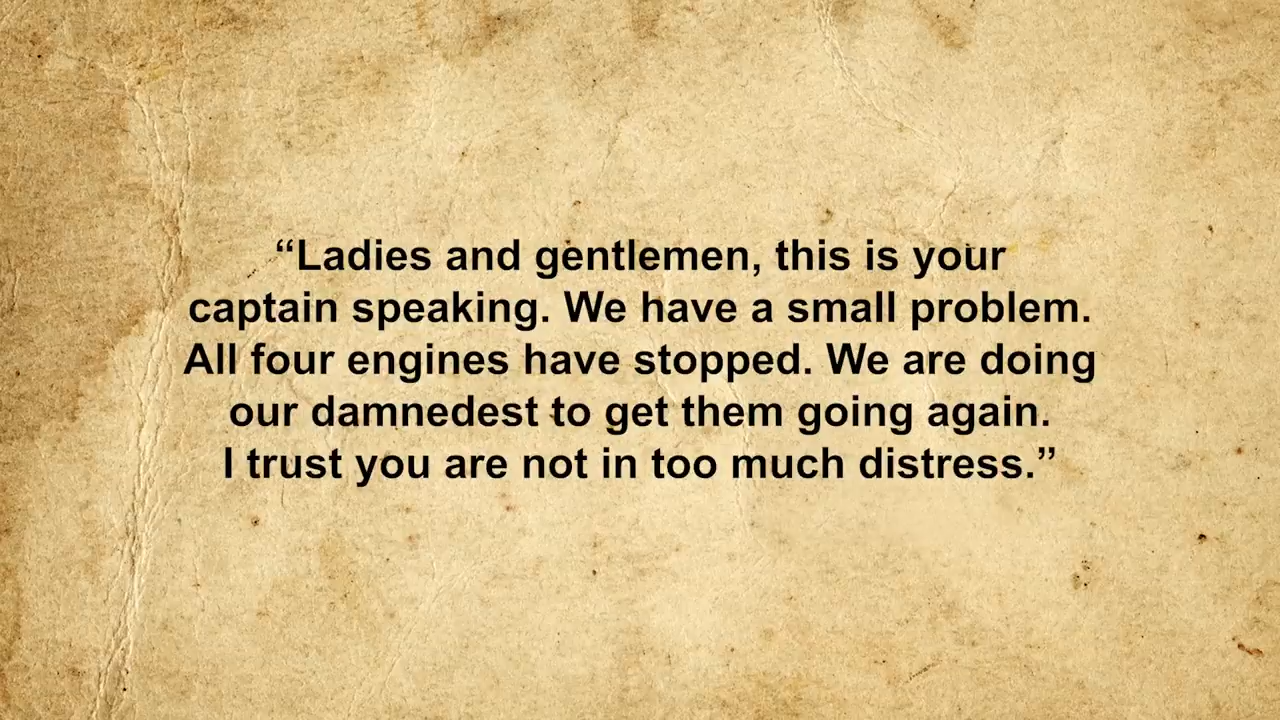 “Ladies and gentlemen, this is your
captain speaking. We have a small problem.
All four engines have stopped. We are doing
our damnedest to get them going again.
I trust you are not in too much distress.”